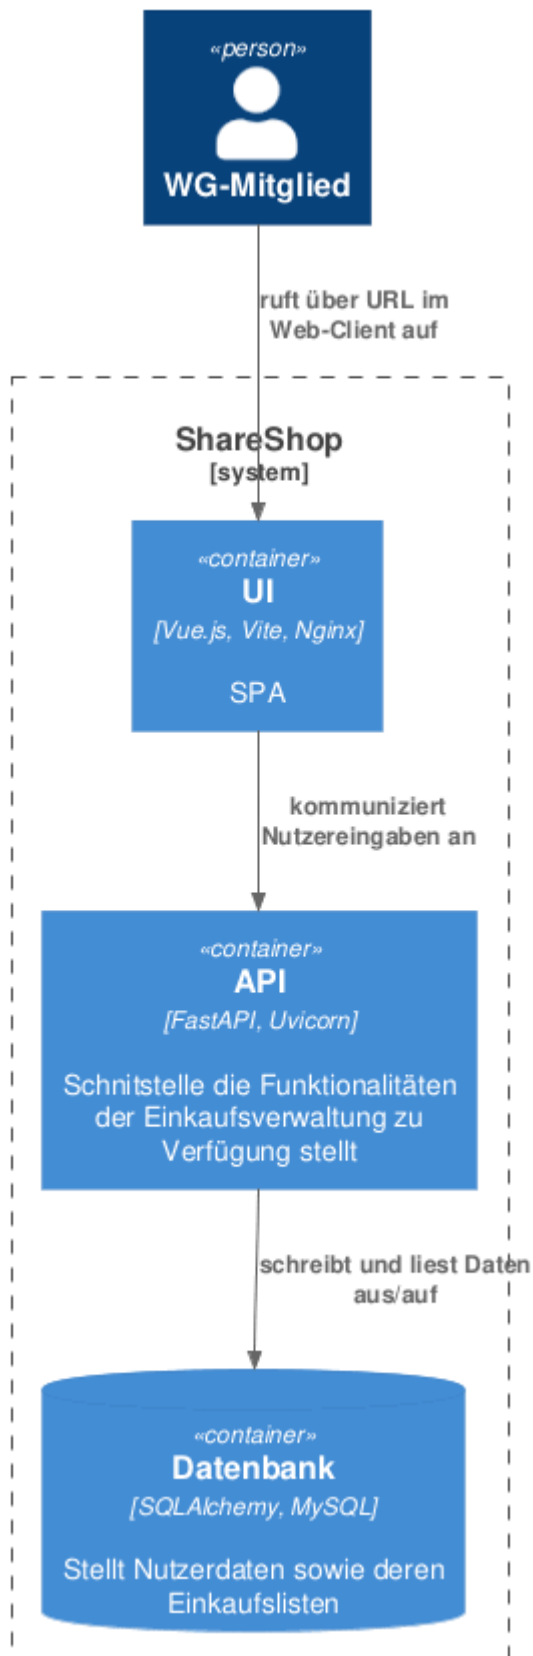 «person»
WG-Mitglied
ruft über URL im
Web-Client auf
ShareShop
[system]
«container»
UI
[Vue.js, Vite, Nginx]
SPA
kommuniziert
Nutzereingaben an
«container»
API
[FastAPI, Uvicorn]
Schnitstelle die Funktionalitäten
der Einkaufsverwaltung zu
Verfügung stellt
schreibt und liest Daten
aus/auf
«container»
Datenbank
[SQLAlchemy, MySQL]
Stellt Nutzerdaten sowie deren
Einkaufslisten